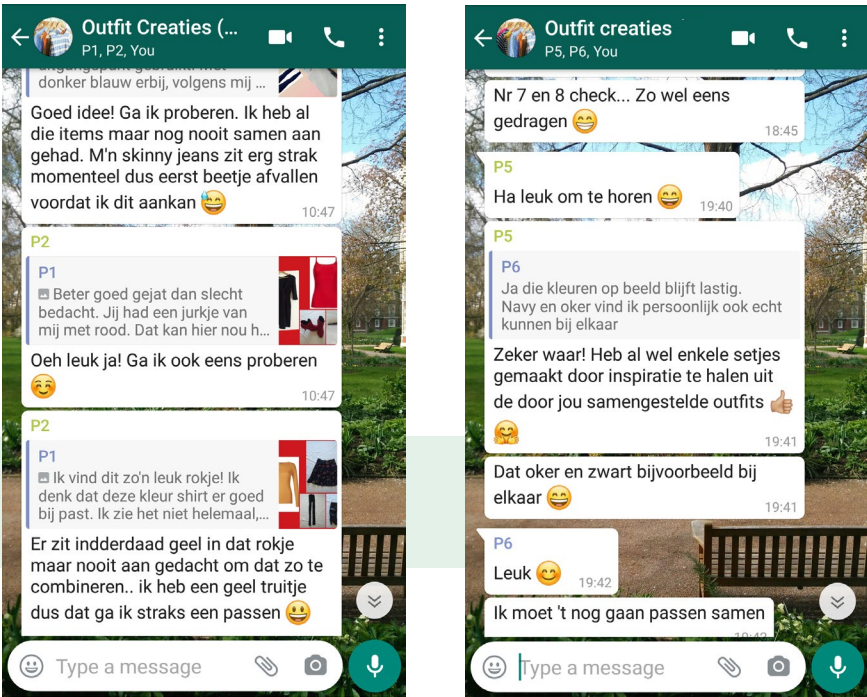 Outfit Creaties (...
P1, P2, You
donker blauw erbij, volgens mij ...
Goed idee! Ga ik proberen. Ik heb al
die items maar nog nooit samen aan
gehad. M'n skinny jeans zit erg strak
momenteel dus eerst beetje afvallen
voordat ik dit aankan 😅
10:47
P2
P1
Beter goed gejat dan slecht
bedacht. Jij had een jurkje van
mij met rood. Dat kan hier nou h...
Oeh leuk ja! Ga ik ook eens proberen
☺️
10:47
P2
P1
Ik vind dit zo'n leuk rokje! Ik
denk dat deze kleur shirt er goed
bij past. Ik zie het niet helemaal,...
Er zit indderdaad geel in dat rokje
maar nooit aan gedacht om dat zo te
combineren.. ik heb een geel truitje
dus dat ga ik straks een passen 😃
Type a message
Outfit creaties
P5, P6, You
Nr 7 en 8 check... Zo wel eens
gedragen 😁
18:45
P5
Ha leuk om te horen 😄
19:40
P5
P6
Ja die kleuren op beeld blijft lastig.
Navy en oker vind ik persoonlijk ook echt
kunnen bij elkaar
Zeker waar! Heb al wel enkele setjes
gemaakt door inspiratie te halen uit
de door jou samengestelde outfits 👍🏽
🤗
19:41
Dat oker en zwart bijvoorbeeld bij
elkaar 😄
19:41
P6
Leuk 😊
19:42
Ik moet 't nog gaan passen samen
Type a message